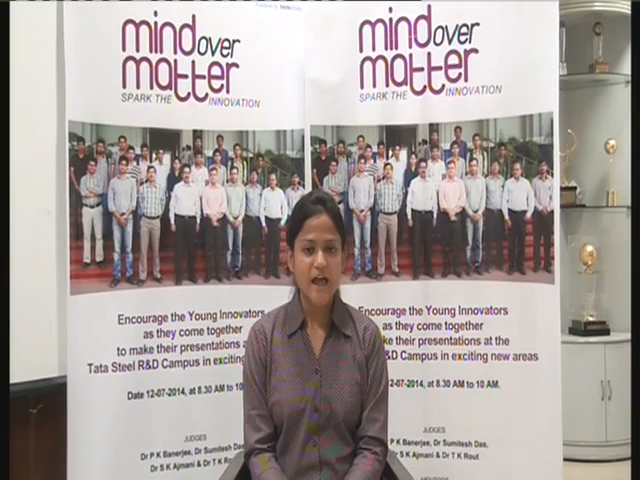 mind over
matter
SPARK THE INNOVATION
Encourage the Young Innovators
as they come together
to make their presentations a
Tata Steel R&D Campus in exciting
Date 12-07-2014, at 8.30 AM to 10
JUDGES
Dr P K Banerjee, Dr Sumitesh Das
Dr S K Ajmani & Dr T K Rout
mind over
matter
SPARK THE INNOVATION
Encourage the Young Innovators
as they come together
ke their presentations at the
R&D Campus in exciting new areas
12-07-2014, at 8.30 AM to 10 AM.
JUDGES
P K Banerjee, Dr Sumitesh Das,
S K Ajmani & Dr T K Rout